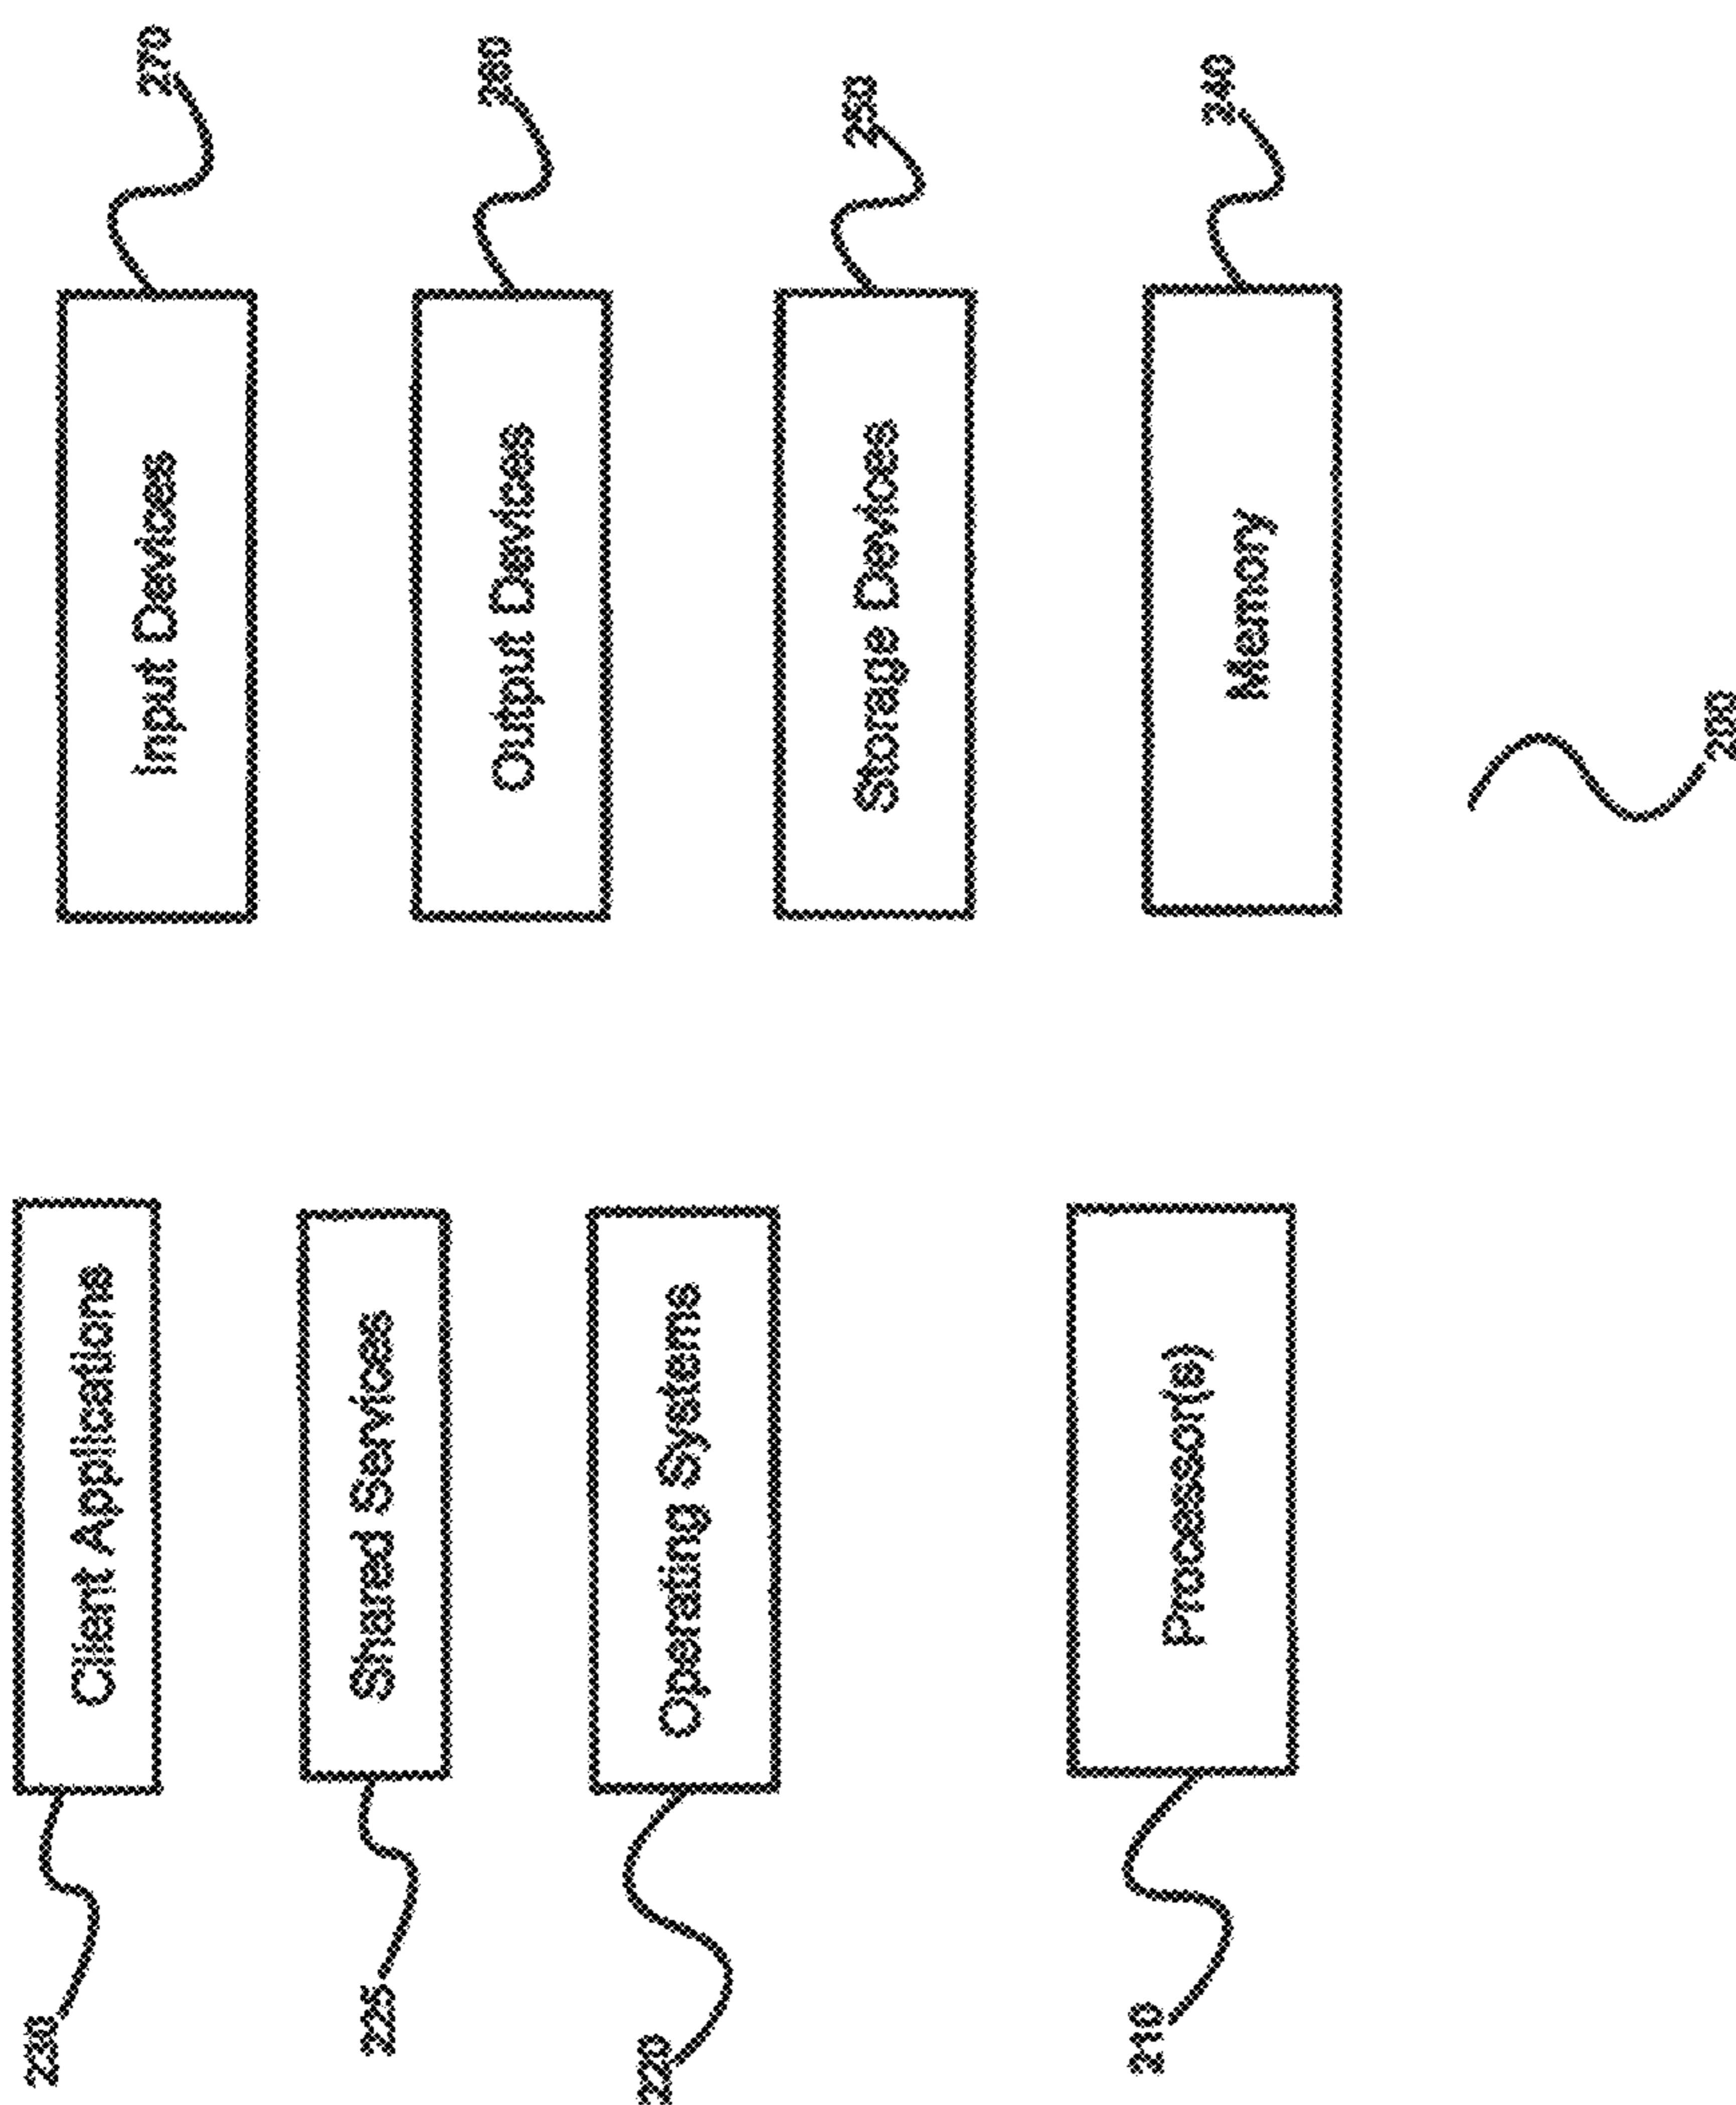 230
Client Applications
Input Devices
270
225
Shared Services
Output Devices
260
220
Operating Systems
Storage Devices
250
210
Processor(s)
Memory
240
200